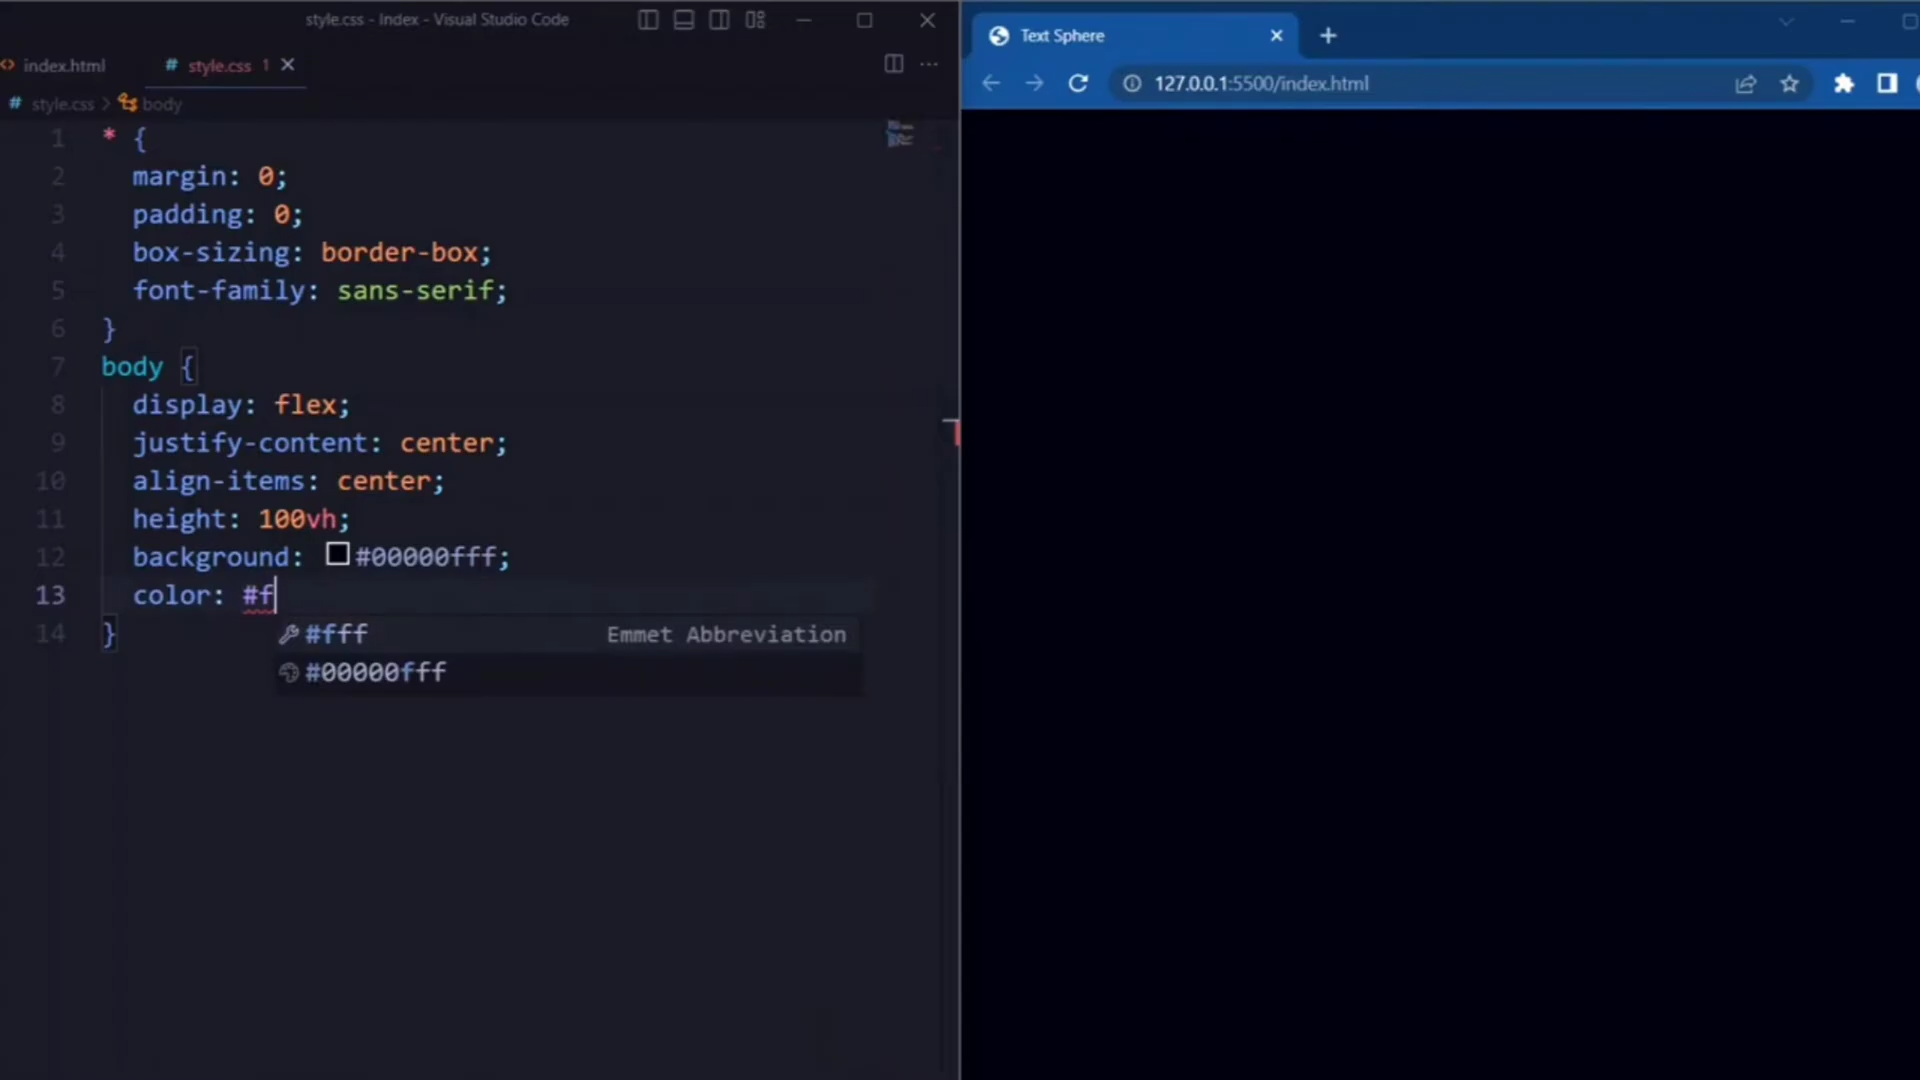 style.css - Index - Visual Studio Code
index.html
# style.css 1
# style.css > body
1 * {
2 margin: 0;
3 padding: 0;
4 box-sizing: border-box;
5 font-family: sans-serif;
6 }
7 body {
8 display: flex;
9 justify-content: center;
10 align-items: center;
11 height: 100vh;
12 background: #00000fff;
13 color: #f
14 }
#fff Emmet Abbreviation
#00000fff
Text Sphere
127.0.0.1:5500/index.html